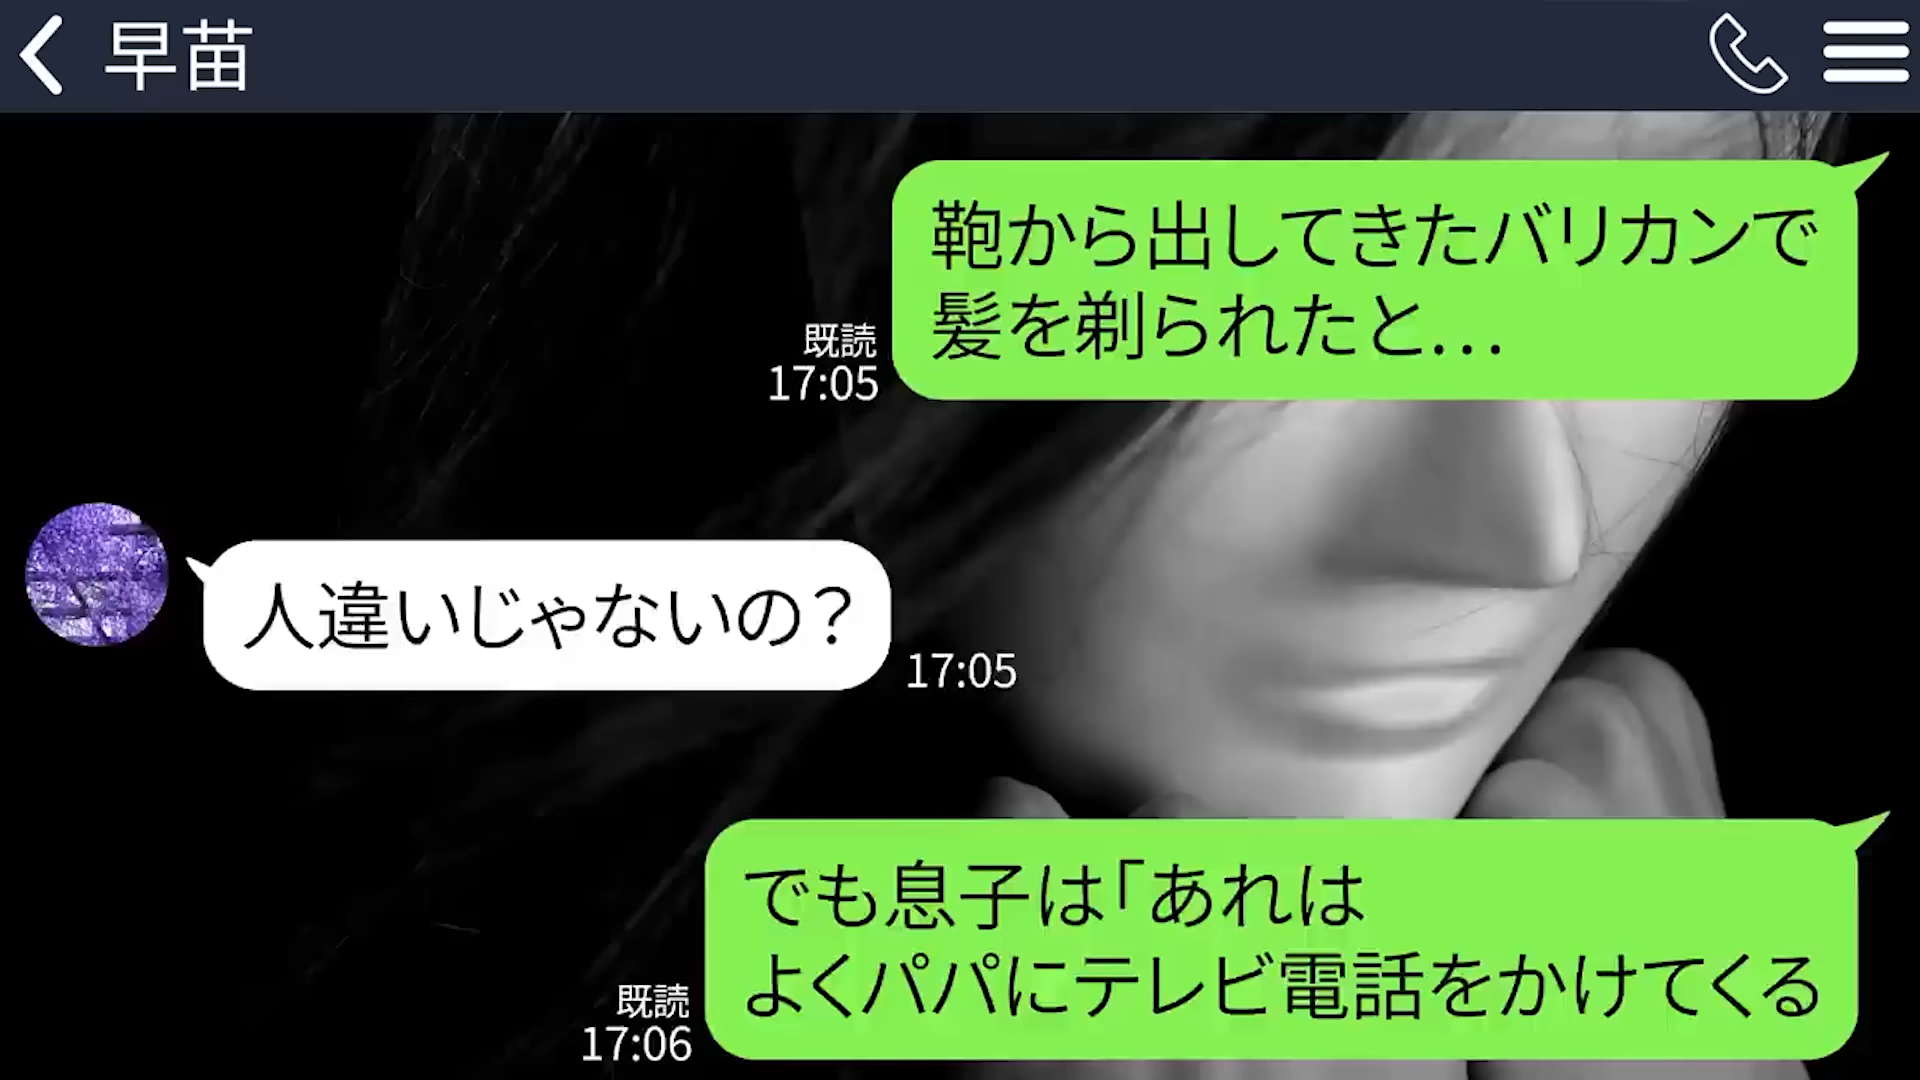 早苗
鞄から出してきたバリカンで
髪を剃られたと…
既読
17:05
人違いじゃないの？
17:05
でも息子は「あれは
よくパパにテレビ電話をかけてくる
既読
17:06